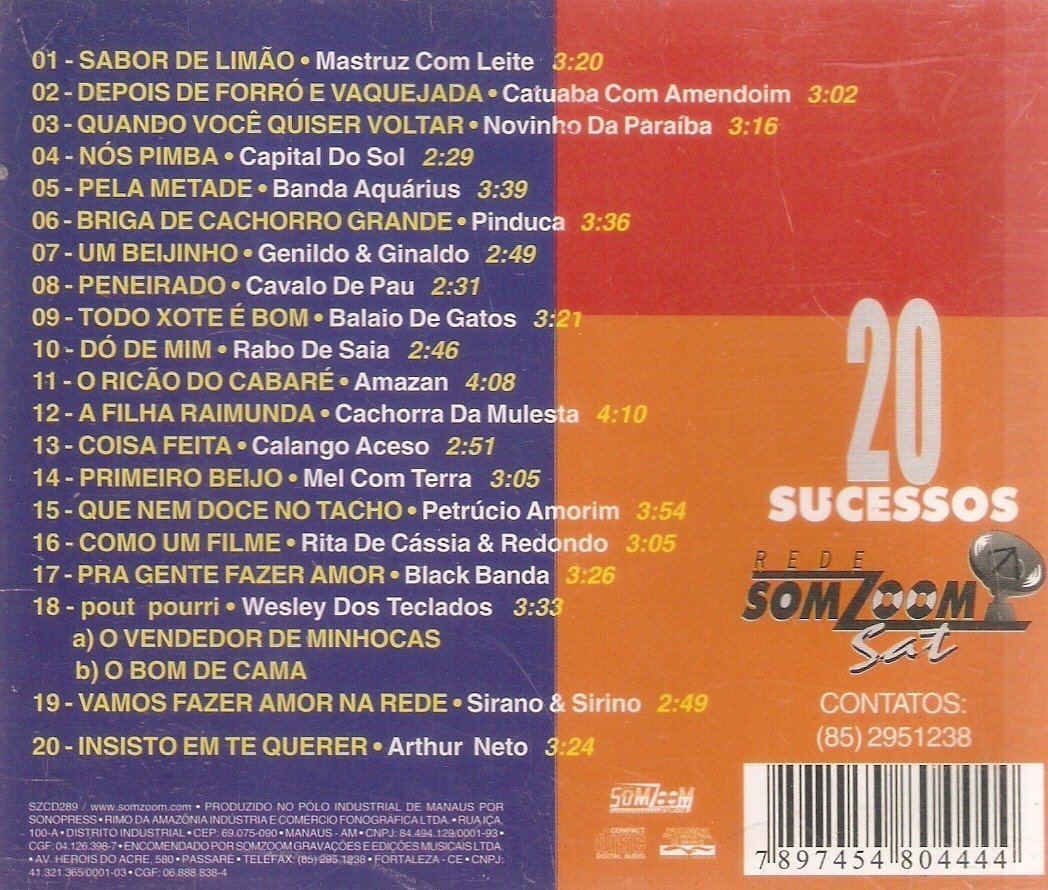 01 - SABOR DE LIMÃO • Mastruz Com Leite 3:20
02 - DEPOIS DE FORRÓ E VAQUEJADA • Catuaba Com Amendoim 3:02
03 - QUANDO VOCÊ QUISER VOLTAR • Novinho Da Paraíba 3:16
04 - NÓS PIMBA • Capital Do Sol 2:29
05 - PELA METADE • Banda Aquárius 3:39
06 - BRIGA DE CACHORRO GRANDE • Pinduca 3:36
07 - UM BEIJINHO • Genildo & Ginaldo 2:49
08 - PENEIRADO • Cavalo De Pau 2:31
09 - TODO XOTE É BOM • Balaio De Gatos 3:21
10 - DÓ DE MIM • Rabo De Saia 2:46
11 - O RICÃO DO CABARÉ • Amazan 4:08
12 - A FILHA RAIMUNDA • Cachorra Da Mulesta 4:10
13 - COISA FEITA • Calango Aceso 2:51
14 - PRIMEIRO BEIJO • Mel Com Terra 3:05
15 - QUE NEM DOCE NO TACHO • Petrúcio Amorim 3:54
16 - COMO UM FILME • Rita De Cássia & Redondo 3:05
17 - PRA GENTE FAZER AMOR • Black Banda 3:26
18 - pout pourri • Wesley Dos Teclados 3:33
a) O VENDEDOR DE MINHOCAS
b) O BOM DE CAMA
19 - VAMOS FAZER AMOR NA REDE • Sirano & Sirino 2:49
20 - INSISTO EM TE QUERER • Arthur Neto 3:24
20
SUCESSOS
REDE
SOMZOOM
Sat
CONTATOS:
(85) 2951238
SZCD289 / www.somzoom.com • PRODUZIDO NO PÓLO INDUSTRIAL DE MANAUS POR
SONOPRESS • RIMO DA AMAZÔNIA INDÚSTRIA E COMÉRCIO FONOGRÁFICA LTDA. • RUA IÇA,
100-A • DISTRITO INDUSTRIAL • CEP: 69.075-090 • MANAUS - AM • CNPJ: 84.494.129/0001-93 •
CGF: 04.126.398-7 • ENCOMENDADO POR SOMZOOM GRAVAÇÕES E EDIÇÕES MUSICAIS LTDA.
• AV. HEROIS DO ACRE, 580 • PASSARÉ • TELEFAX: (85) 295.1238 • FORTALEZA - CE • CNPJ:
41.321.365/0001-03 • CGF: 06.888.838-4
SOMZOOM
COMPACT
disc
DIGITAL AUDIO
PRODUZIDO NO
PÓLO INDUSTRIAL
7 897454 804444